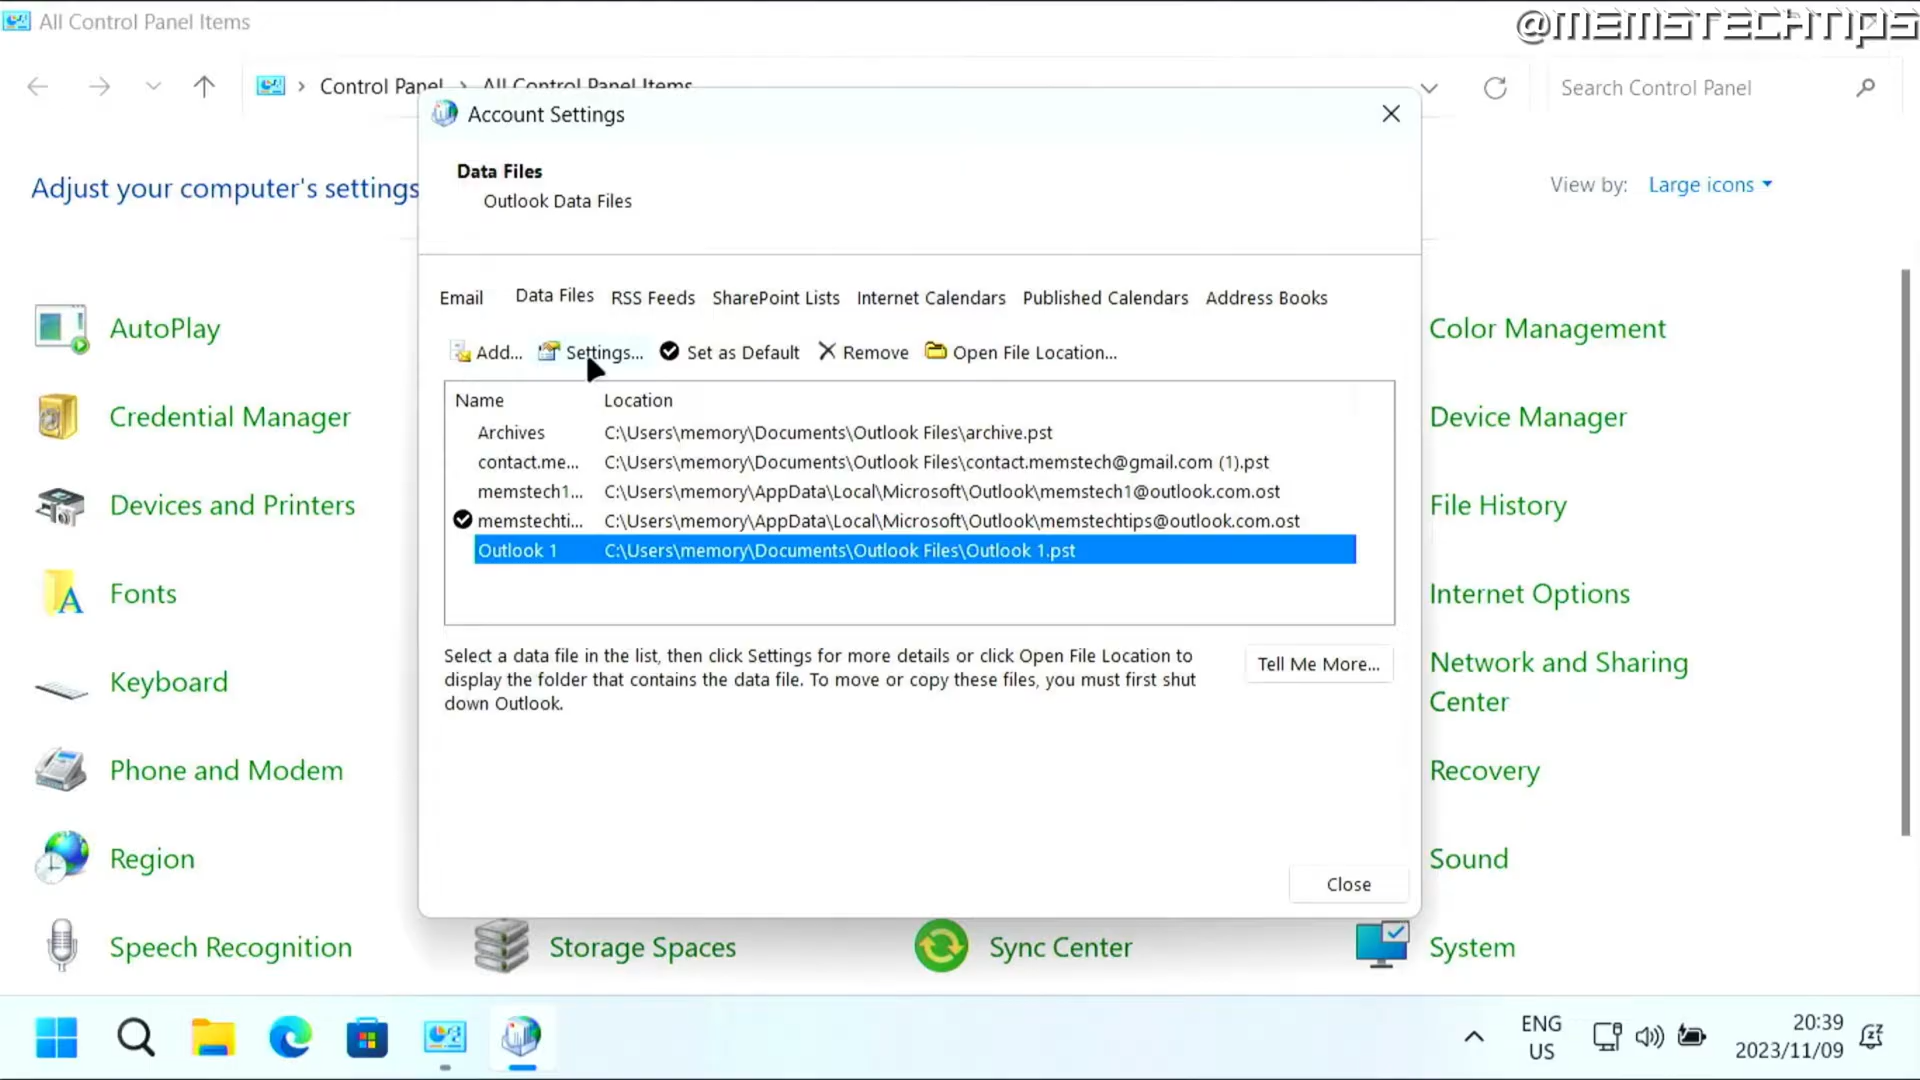 All Control Panel Items
@MEMSTECHTIPS
Control Panel
All Control Panel Items
Search Control Panel
Account Settings
Data Files
Outlook Data Files
Adjust your computer's settings
View by: Large icons
Email Data Files RSS Feeds SharePoint Lists Internet Calendars Published Calendars Address Books
Add... Settings... Set as Default Remove Open File Location...
Name Location
Archives C:\Users\memory\Documents\Outlook Files\archive.pst
contact.me... C:\Users\memory\Documents\Outlook Files\contact.memstech@gmail.com (1).pst
memstech1... C:\Users\memory\AppData\Local\Microsoft\Outlook\memstech1@outlook.com.ost
memstechti... C:\Users\memory\AppData\Local\Microsoft\Outlook\memstechtips@outlook.com.ost
Outlook 1 C:\Users\memory\Documents\Outlook Files\Outlook 1.pst
Select a data file in the list, then click Settings for more details or click Open File Location to
display the folder that contains the data file. To move or copy these files, you must first shut
down Outlook.
Tell Me More...
Close
AutoPlay
Color Management
Credential Manager
Device Manager
Devices and Printers
File History
Fonts
Internet Options
Keyboard
Network and Sharing
Center
Phone and Modem
Recovery
Region
Sound
Speech Recognition
Storage Spaces
Sync Center
System
ENG
US
20:39
2023/11/09